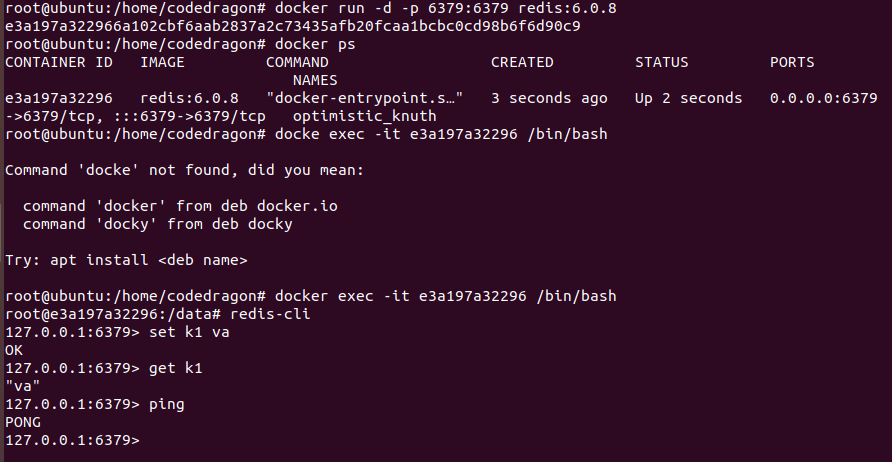 root@ubuntu:/home/codedragon# docker run -d -p 6379:6379 redis:6.0.8
e3a197a322966a102cbf6aab2837a2c73435afb20fcaa1bcbc0cd98b6f6d90c9
root@ubuntu:/home/codedragon# docker ps
CONTAINER ID   IMAGE         COMMAND                  CREATED         STATUS         PORTS
                                NAMES
e3a197a32296   redis:6.0.8   "docker-entrypoint.s…"   3 seconds ago   Up 2 seconds   0.0.0.0:6379
->6379/tcp, :::6379->6379/tcp   optimistic_knuth
root@ubuntu:/home/codedragon# docke exec -it e3a197a32296 /bin/bash

Command 'docke' not found, did you mean:

  command 'docker' from deb docker.io
  command 'docky' from deb docky

Try: apt install <deb name>

root@ubuntu:/home/codedragon# docker exec -it e3a197a32296 /bin/bash
root@e3a197a32296:/data# redis-cli
127.0.0.1:6379> set k1 va
OK
127.0.0.1:6379> get k1
"va"
127.0.0.1:6379> ping
PONG
127.0.0.1:6379>